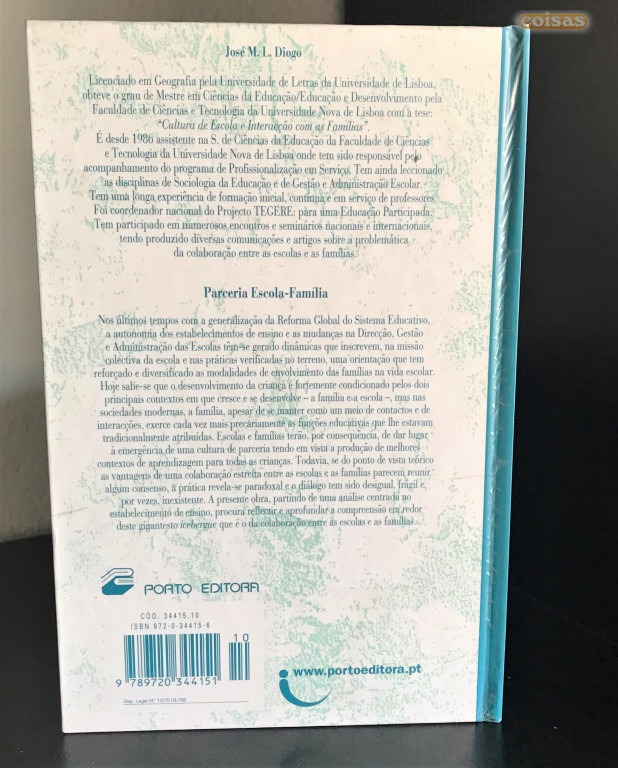 coisas
José M. L. Diogo
Licenciado em Geografia pela Universidade de Letras da Universidade de Lisboa,
obteve o grau de Mestre em Ciências da Educação/Educação e Desenvolvimento pela
Faculdade de Ciências e Tecnologia da Universidade Nova de Lisboa com a tese:
“Cultura de Escola e Interacção com as Famílias”.
É desde 1986 assistente na S. de Ciências da Educação da Faculdade de Ciências
e Tecnologia da Universidade Nova de Lisboa onde tem sido responsável pelo
acompanhamento do programa de Profissionalização em Serviço. Tem ainda leccionado
as disciplinas de Sociologia da Educação e de Gestão e Administração Escolar.
Tem uma longa experiência de formação inicial, contínua e em serviço de professores.
Foi coordenador nacional do Projecto TEGERE: para uma Educação Participada.
Tem participado em numerosos encontros e seminários nacionais e internacionais,
tendo produzido diversas comunicações e artigos sobre a problemática
da colaboração entre as escolas e as famílias.
Parceria Escola-Família
Nos últimos tempos com a generalização da Reforma Global do Sistema Educativo,
a autonomia dos estabelecimentos de ensino e as mudanças na Direcção, Gestão
e Administração das Escolas têm-se gerado dinâmicas que inscrevem, na missão
colectiva da escola e nas práticas verificadas no terreno, uma orientação que tem
reforçado e diversificado as modalidades de envolvimento das famílias na vida escolar.
Hoje sabe-se que o desenvolvimento da criança é fortemente condicionado pelos dois
principais contextos em que cresce e se desenvolve – a família e a escola –, mas nas
sociedades modernas, a família, apesar de se manter como um meio de contactos e de
interacções, exerce cada vez mais precariamente as funções educativas que lhe estavam
tradicionalmente atribuídas. Escolas e famílias terão, por consequência, de dar lugar
à emergência de uma cultura de parceria tendo em vista a produção de melhores
contextos de aprendizagem para todas as crianças. Todavia, se do ponto de vista teórico
as vantagens de uma colaboração estreita entre as escolas e as famílias parecem reunir
algum consenso, a prática revela-se paradoxal e o diálogo tem sido desigual, frágil e,
por vezes, inexistente. A presente obra, partindo de uma análise centrada no
estabelecimento de ensino, procura reflectir e aprofundar a compreensão em redor
deste gigantesto icebergue que é o da colaboração entre as escolas e as famílias.
PORTO EDITORA
CÓD. 34415.10
ISBN 972-0-34415-6
10
9 789720 344151
www.portoeditora.pt
Dep. Legal N.º